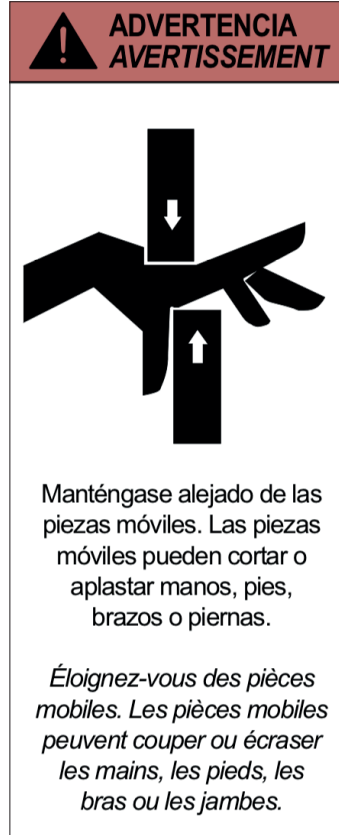 ADVERTENCIA
AVERTISSEMENT
Manténgase alejado de las
piezas móviles. Las piezas
móviles pueden cortar o
aplastar manos, pies,
brazos o piernas.
Éloignez-vous des pièces
mobiles. Les pièces mobiles
peuvent couper ou écraser
les mains, les pieds, les
bras ou les jambes.